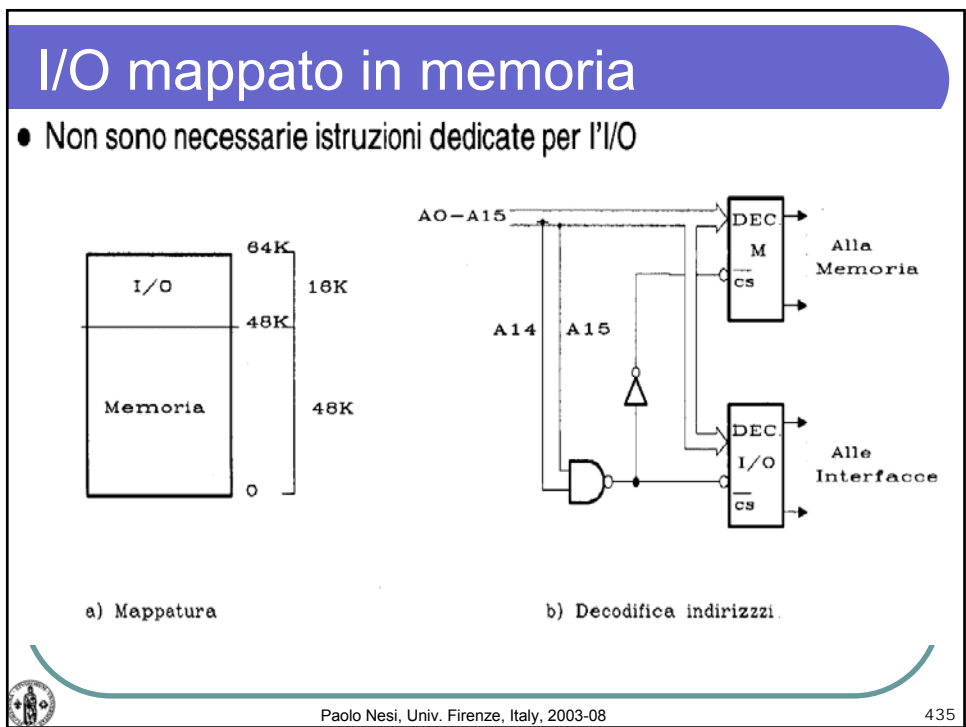 I/O mappato in memoria
• Non sono necessarie istruzioni dedicate per l'I/O
64K
I/O
16K
48K
Memoria
48K
0
a) Mappatura
A0-A15
DEC.
M
CS
Alla
Memoria
A14
A15
DEC.
I/O
CS
Alle
Interfacce
b) Decodifica indirizzzi.
Paolo Nesi, Univ. Firenze, Italy, 2003-08
435